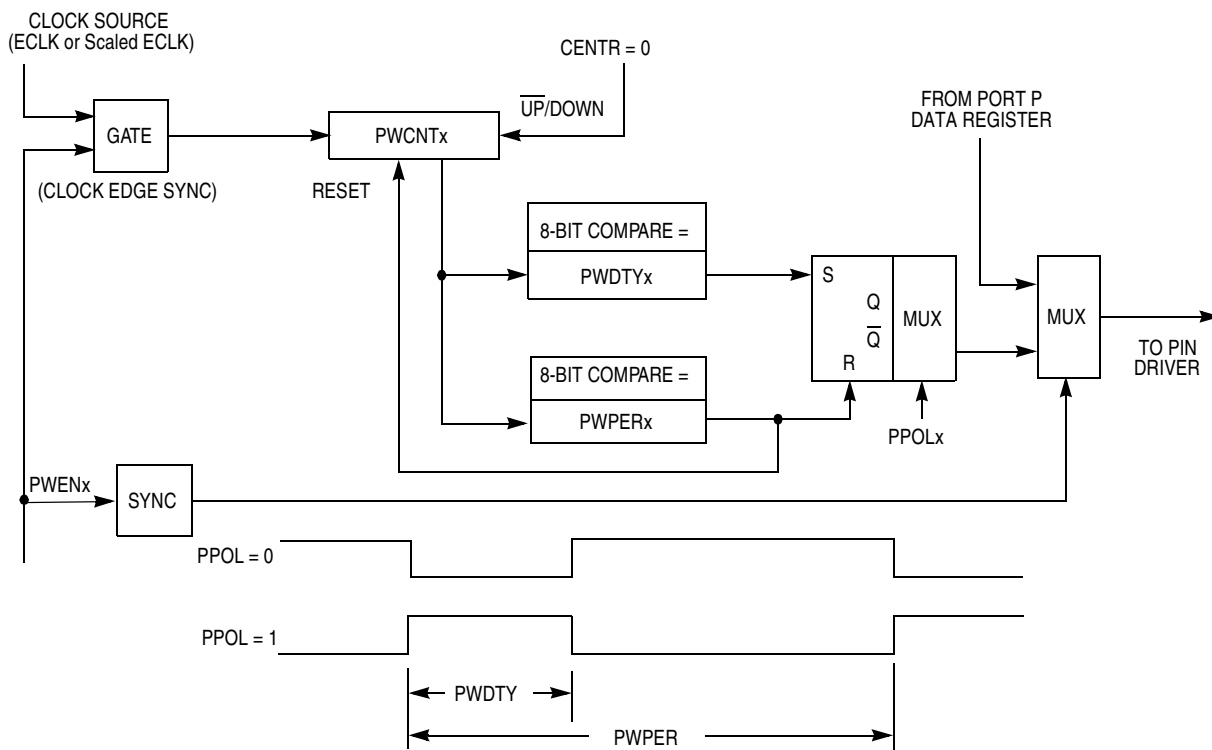 CLOCK SOURCE
(ECLK or Scaled ECLK)
CENTR = 0
UP/DOWN
FROM PORT P
DATA REGISTER
GATE
PWCNTx
(CLOCK EDGE SYNC)
RESET
8-BIT COMPARE =
PWDTYx
S
Q
Q
R
MUX
MUX
TO PIN
DRIVER
8-BIT COMPARE =
PWPERx
PPOLx
PWENx
SYNC
PPOL = 0
PPOL = 1
PWDTY
PWPER